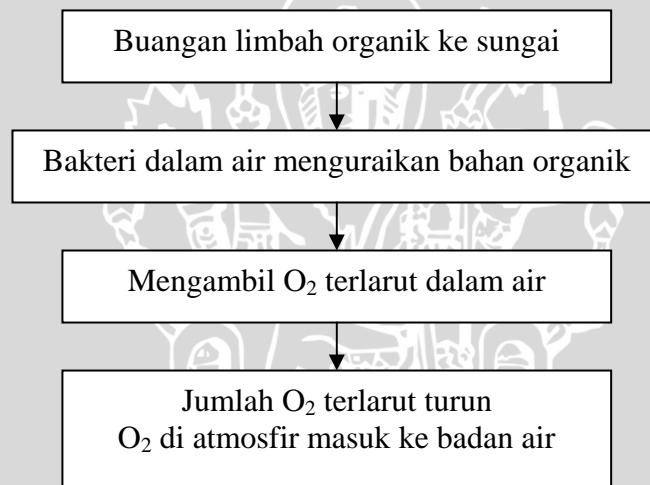 Buangan limbah organik ke sungai
Bakteri dalam air menguraikan bahan organik
Mengambil O₂ terlarut dalam air
Jumlah O₂ terlarut turun
O₂ di atmosfir masuk ke badan air